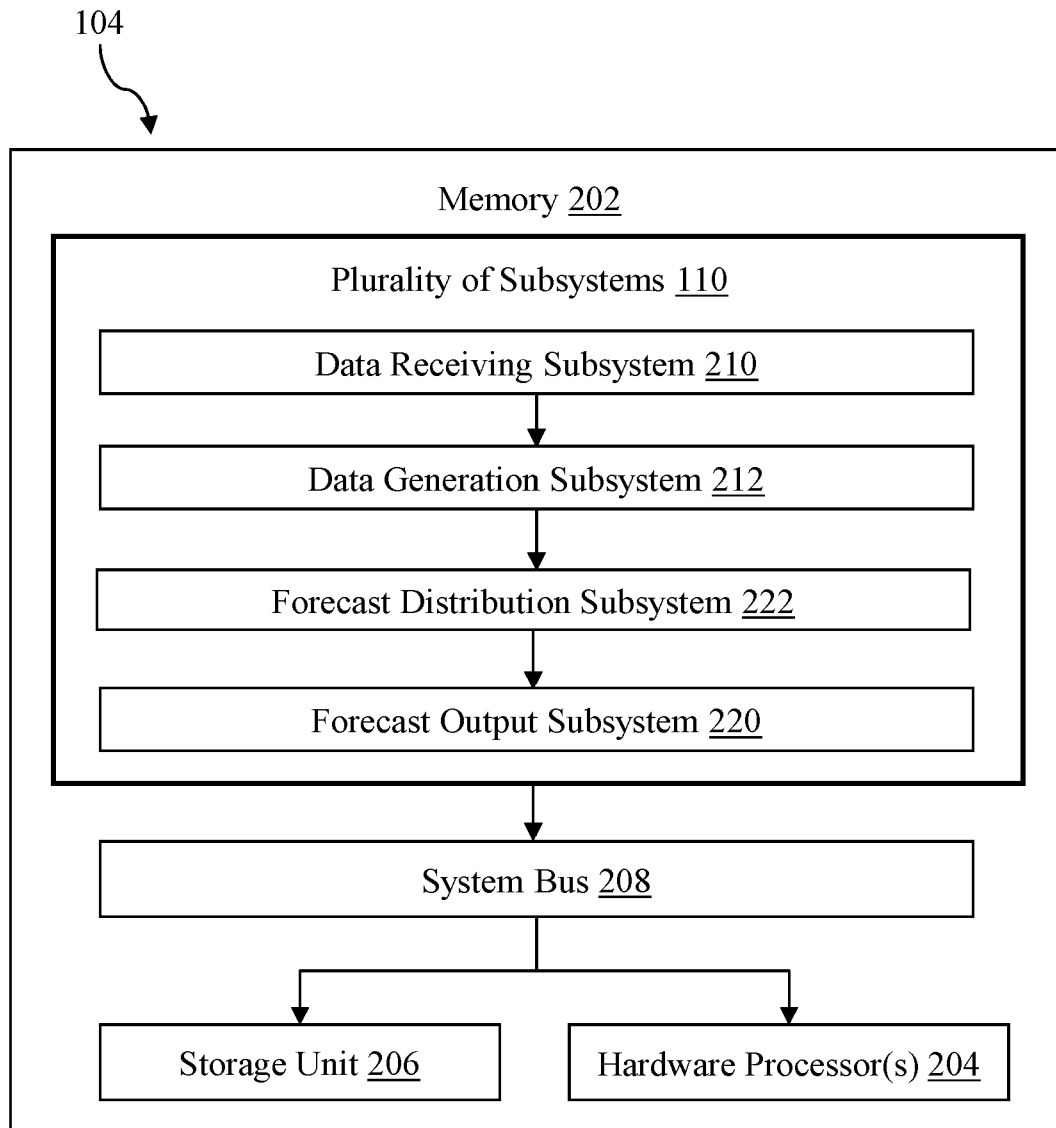 104
Memory 202
Plurality of Subsystems 110
Data Receiving Subsystem 210
Data Generation Subsystem 212
Forecast Distribution Subsystem 222
Forecast Output Subsystem 220
System Bus 208
Storage Unit 206
Hardware Processor(s) 204